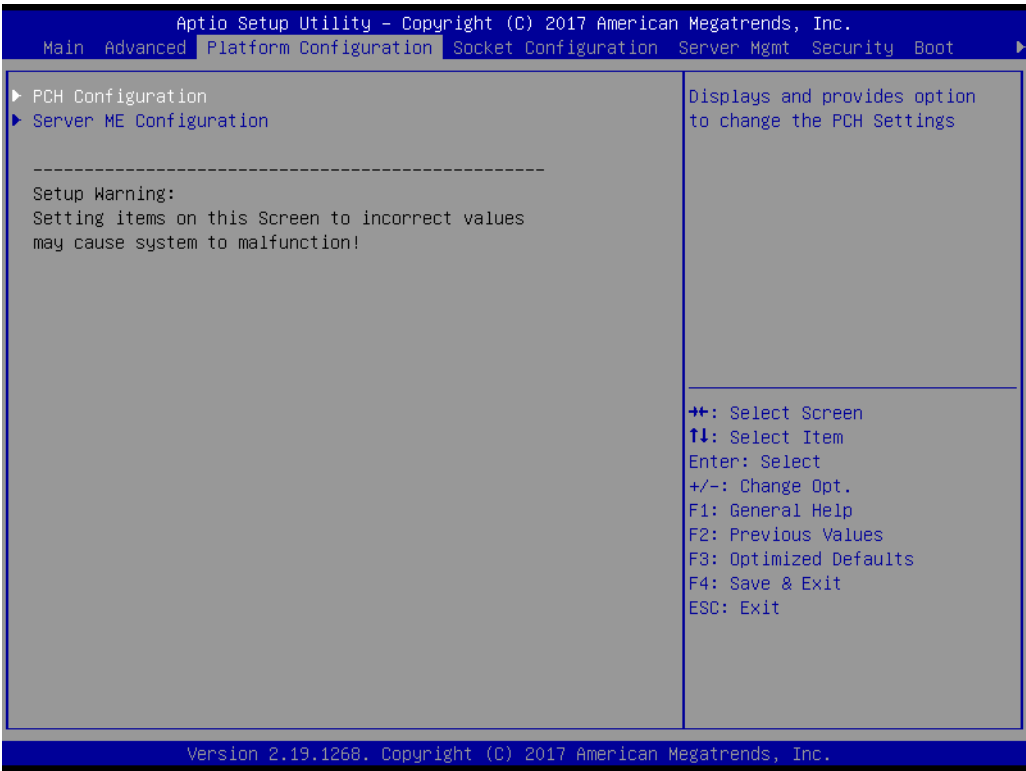 Aptio Setup Utility – Copyright (C) 2017 American Megatrends, Inc.
Main Advanced Platform Configuration Socket Configuration Server Mgmt Security Boot
PCH Configuration
Server ME Configuration
--------------------------------------------------
Setup Warning:
Setting items on this Screen to incorrect values
may cause system to malfunction!
Displays and provides option
to change the PCH Settings
→←: Select Screen
↑↓: Select Item
Enter: Select
+/-: Change Opt.
F1: General Help
F2: Previous Values
F3: Optimized Defaults
F4: Save & Exit
ESC: Exit
Version 2.19.1268. Copyright (C) 2017 American Megatrends, Inc.